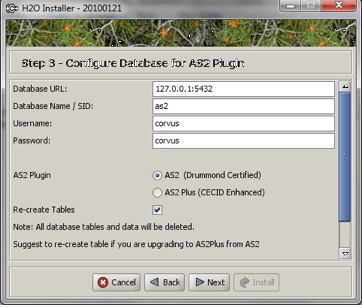 H2O Installer - 20100121
Step 3 - Configure Database for AS2 Plugin
Database URL: 127.0.0.1:5432
Database Name / SID: as2
Username: corvus
Password: corvus
AS2 Plugin AS2 (Drummond Certified)
AS2 Plus (CECID Enhanced)
Re-create Tables
Note: All database tables and data will be deleted.
Suggest to re-create table if you are upgrading to AS2Plus from AS2
Cancel Back Next Install